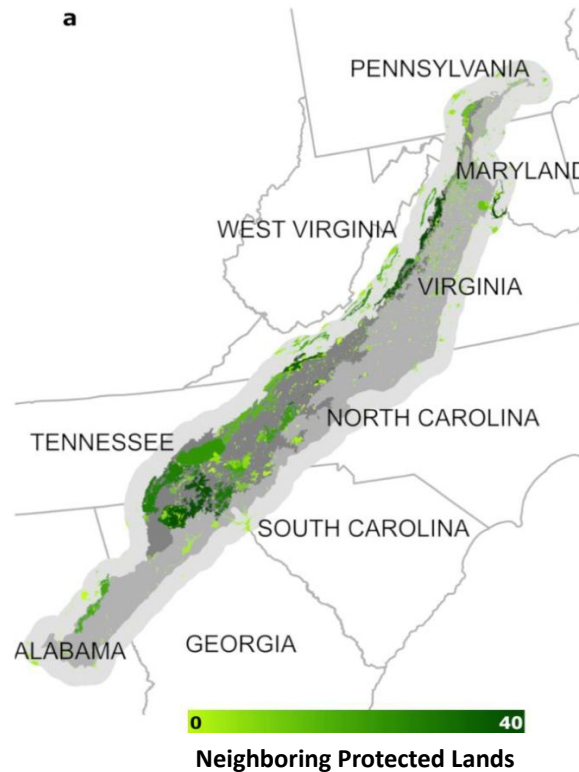 a
PENNSYLVANIA
MARYLAND
WEST VIRGINIA
VIRGINIA
NORTH CAROLINA
TENNESSEE
SOUTH CAROLINA
ALABAMA
GEORGIA
0 40
Neighboring Protected Lands